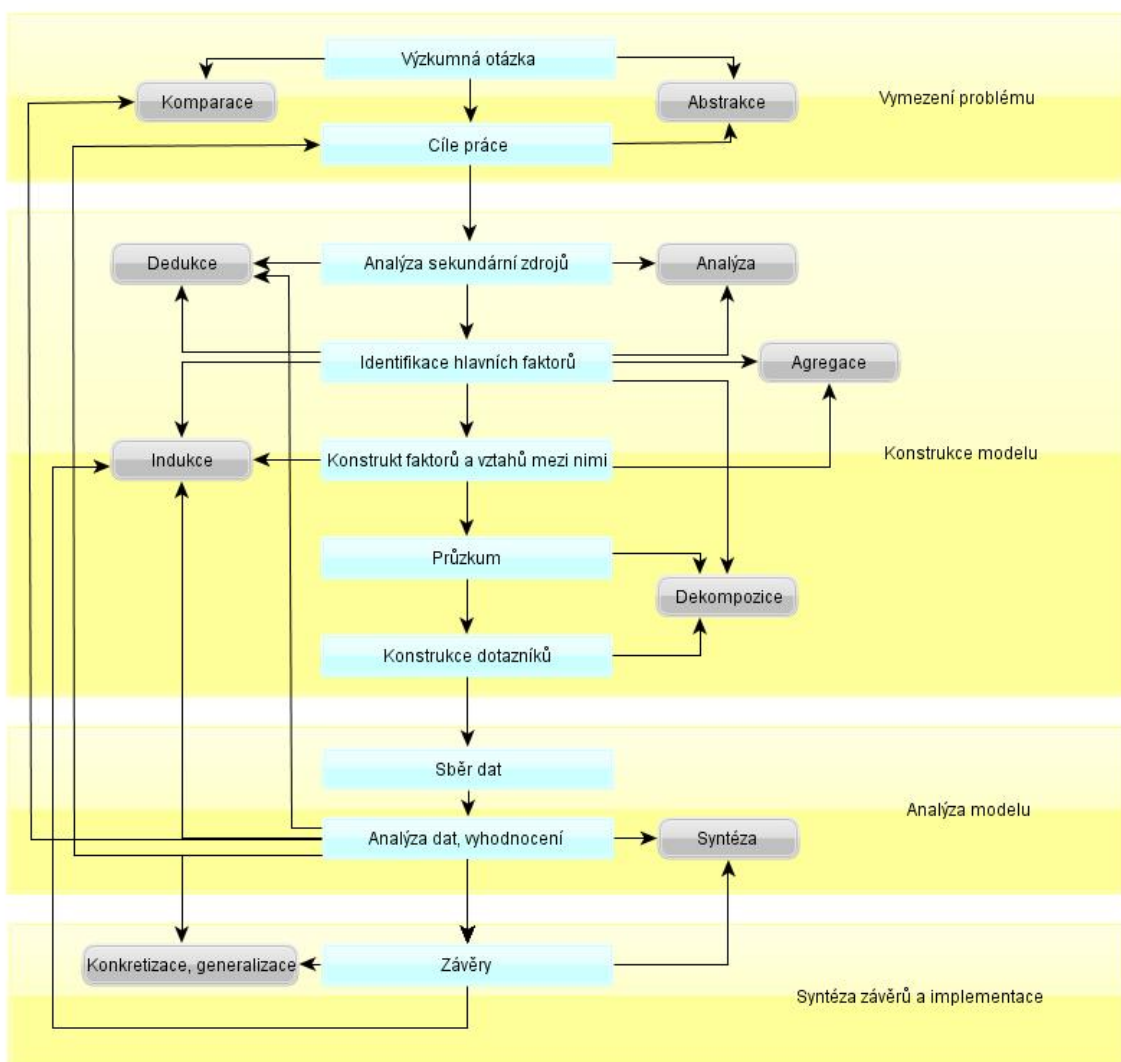 Výzkumná otázka
Komparace
Abstrakce
Vymezení problému
Cíle práce
Dedukce
Analýza sekundární zdrojů
Analýza
Identifikace hlavních faktorů
Agregace
Indukce
Konstrukt faktorů a vztahů mezi nimi
Konstrukce modelu
Průzkum
Dekompozice
Konstrukce dotazníků
Sběr dat
Analýza modelu
Analýza dat, vyhodnocení
Syntéza
Konkretizace, generalizace
Závěry
Syntéza závěrů a implementace